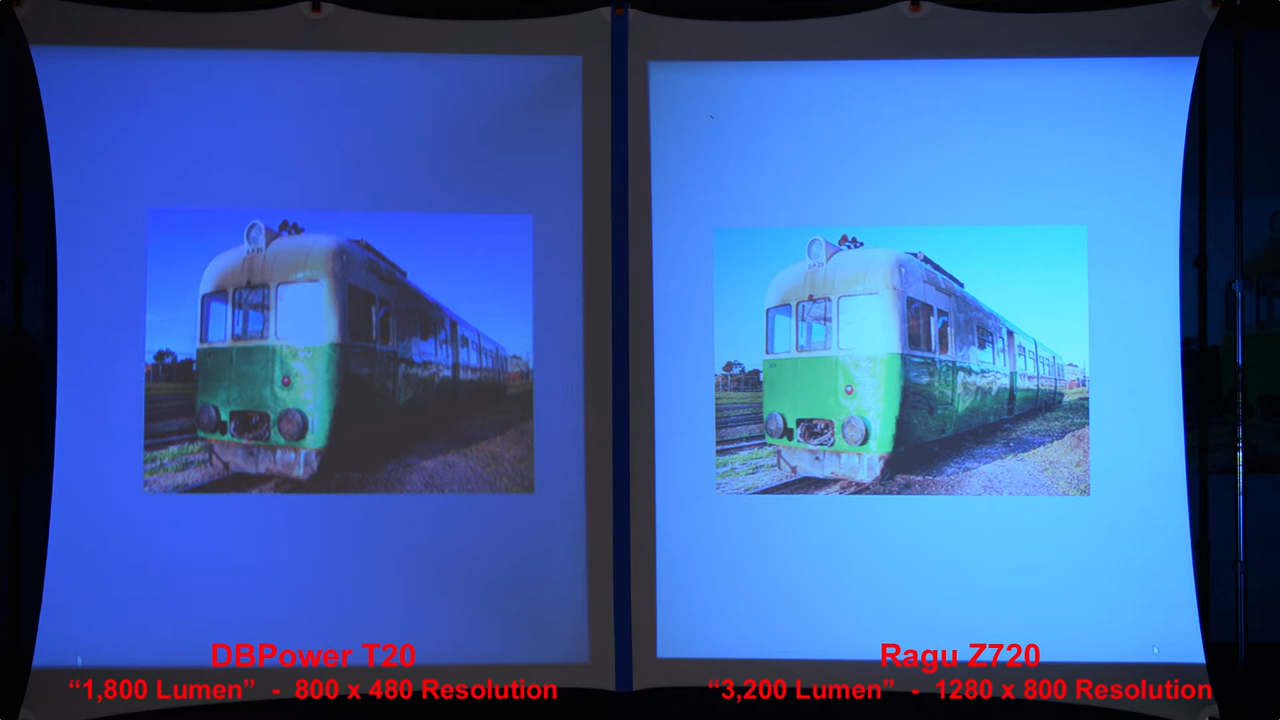 DBPower T20
“1,800 Lumen” - 800 x 480 Resolution
Ragu Z720
“3,200 Lumen” - 1280 x 800 Resolution